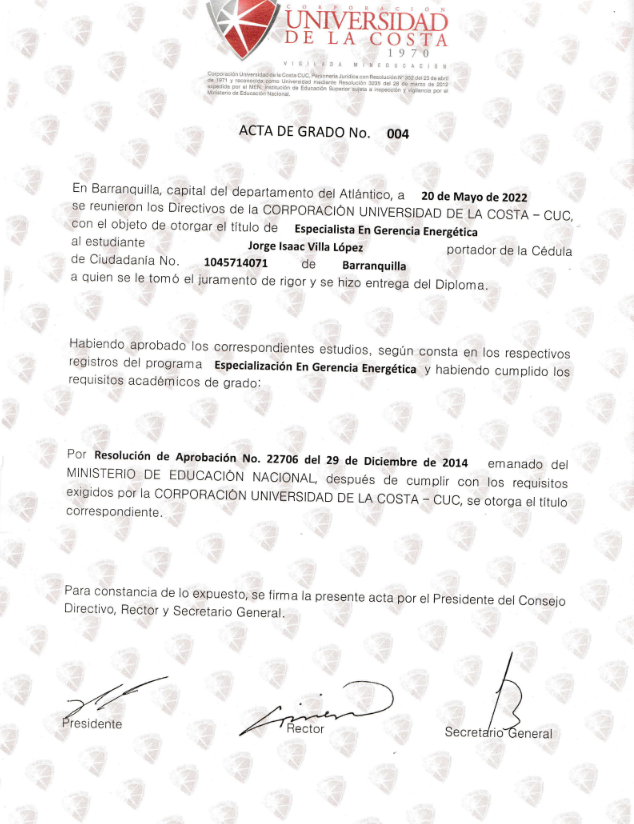 CORPORACIÓN
UNIVERSIDAD
DE LA COSTA
1970
VIGILADA MINEDUCACIÓN
Corporación Universidad de la Costa CUC, Personería Jurídica con Resolución N° 352 del 23 de abril
de 1971 y reconocida como Universidad mediante Resolución 3235 del 28 de marzo de 2012
expedida por el MEN. Institución de Educación Superior sujeta a inspección y vigilancia por el
Ministerio de Educación Nacional.
ACTA DE GRADO No. 004
En Barranquilla, capital del departamento del Atlántico, a 20 de Mayo de 2022
se reunieron los Directivos de la CORPORACIÓN UNIVERSIDAD DE LA COSTA – CUC,
con el objeto de otorgar el título de Especialista En Gerencia Energética
al estudiante Jorge Isaac Villa López portador de la Cédula
de Ciudadanía No. 1045714071 de Barranquilla
a quien se le tomó el juramento de rigor y se hizo entrega del Diploma.
Habiendo aprobado los correspondientes estudios, según consta en los respectivos
registros del programa Especialización En Gerencia Energética y habiendo cumplido los
requisitos académicos de grado:
Por Resolución de Aprobación No. 22706 del 29 de Diciembre de 2014 emanado del
MINISTERIO DE EDUCACIÓN NACIONAL, después de cumplir con los requisitos
exigidos por la CORPORACIÓN UNIVERSIDAD DE LA COSTA – CUC, se otorga el título
correspondiente.
Para constancia de lo expuesto, se firma la presente acta por el Presidente del Consejo
Directivo, Rector y Secretario General.
Presidente
Rector
Secretario General